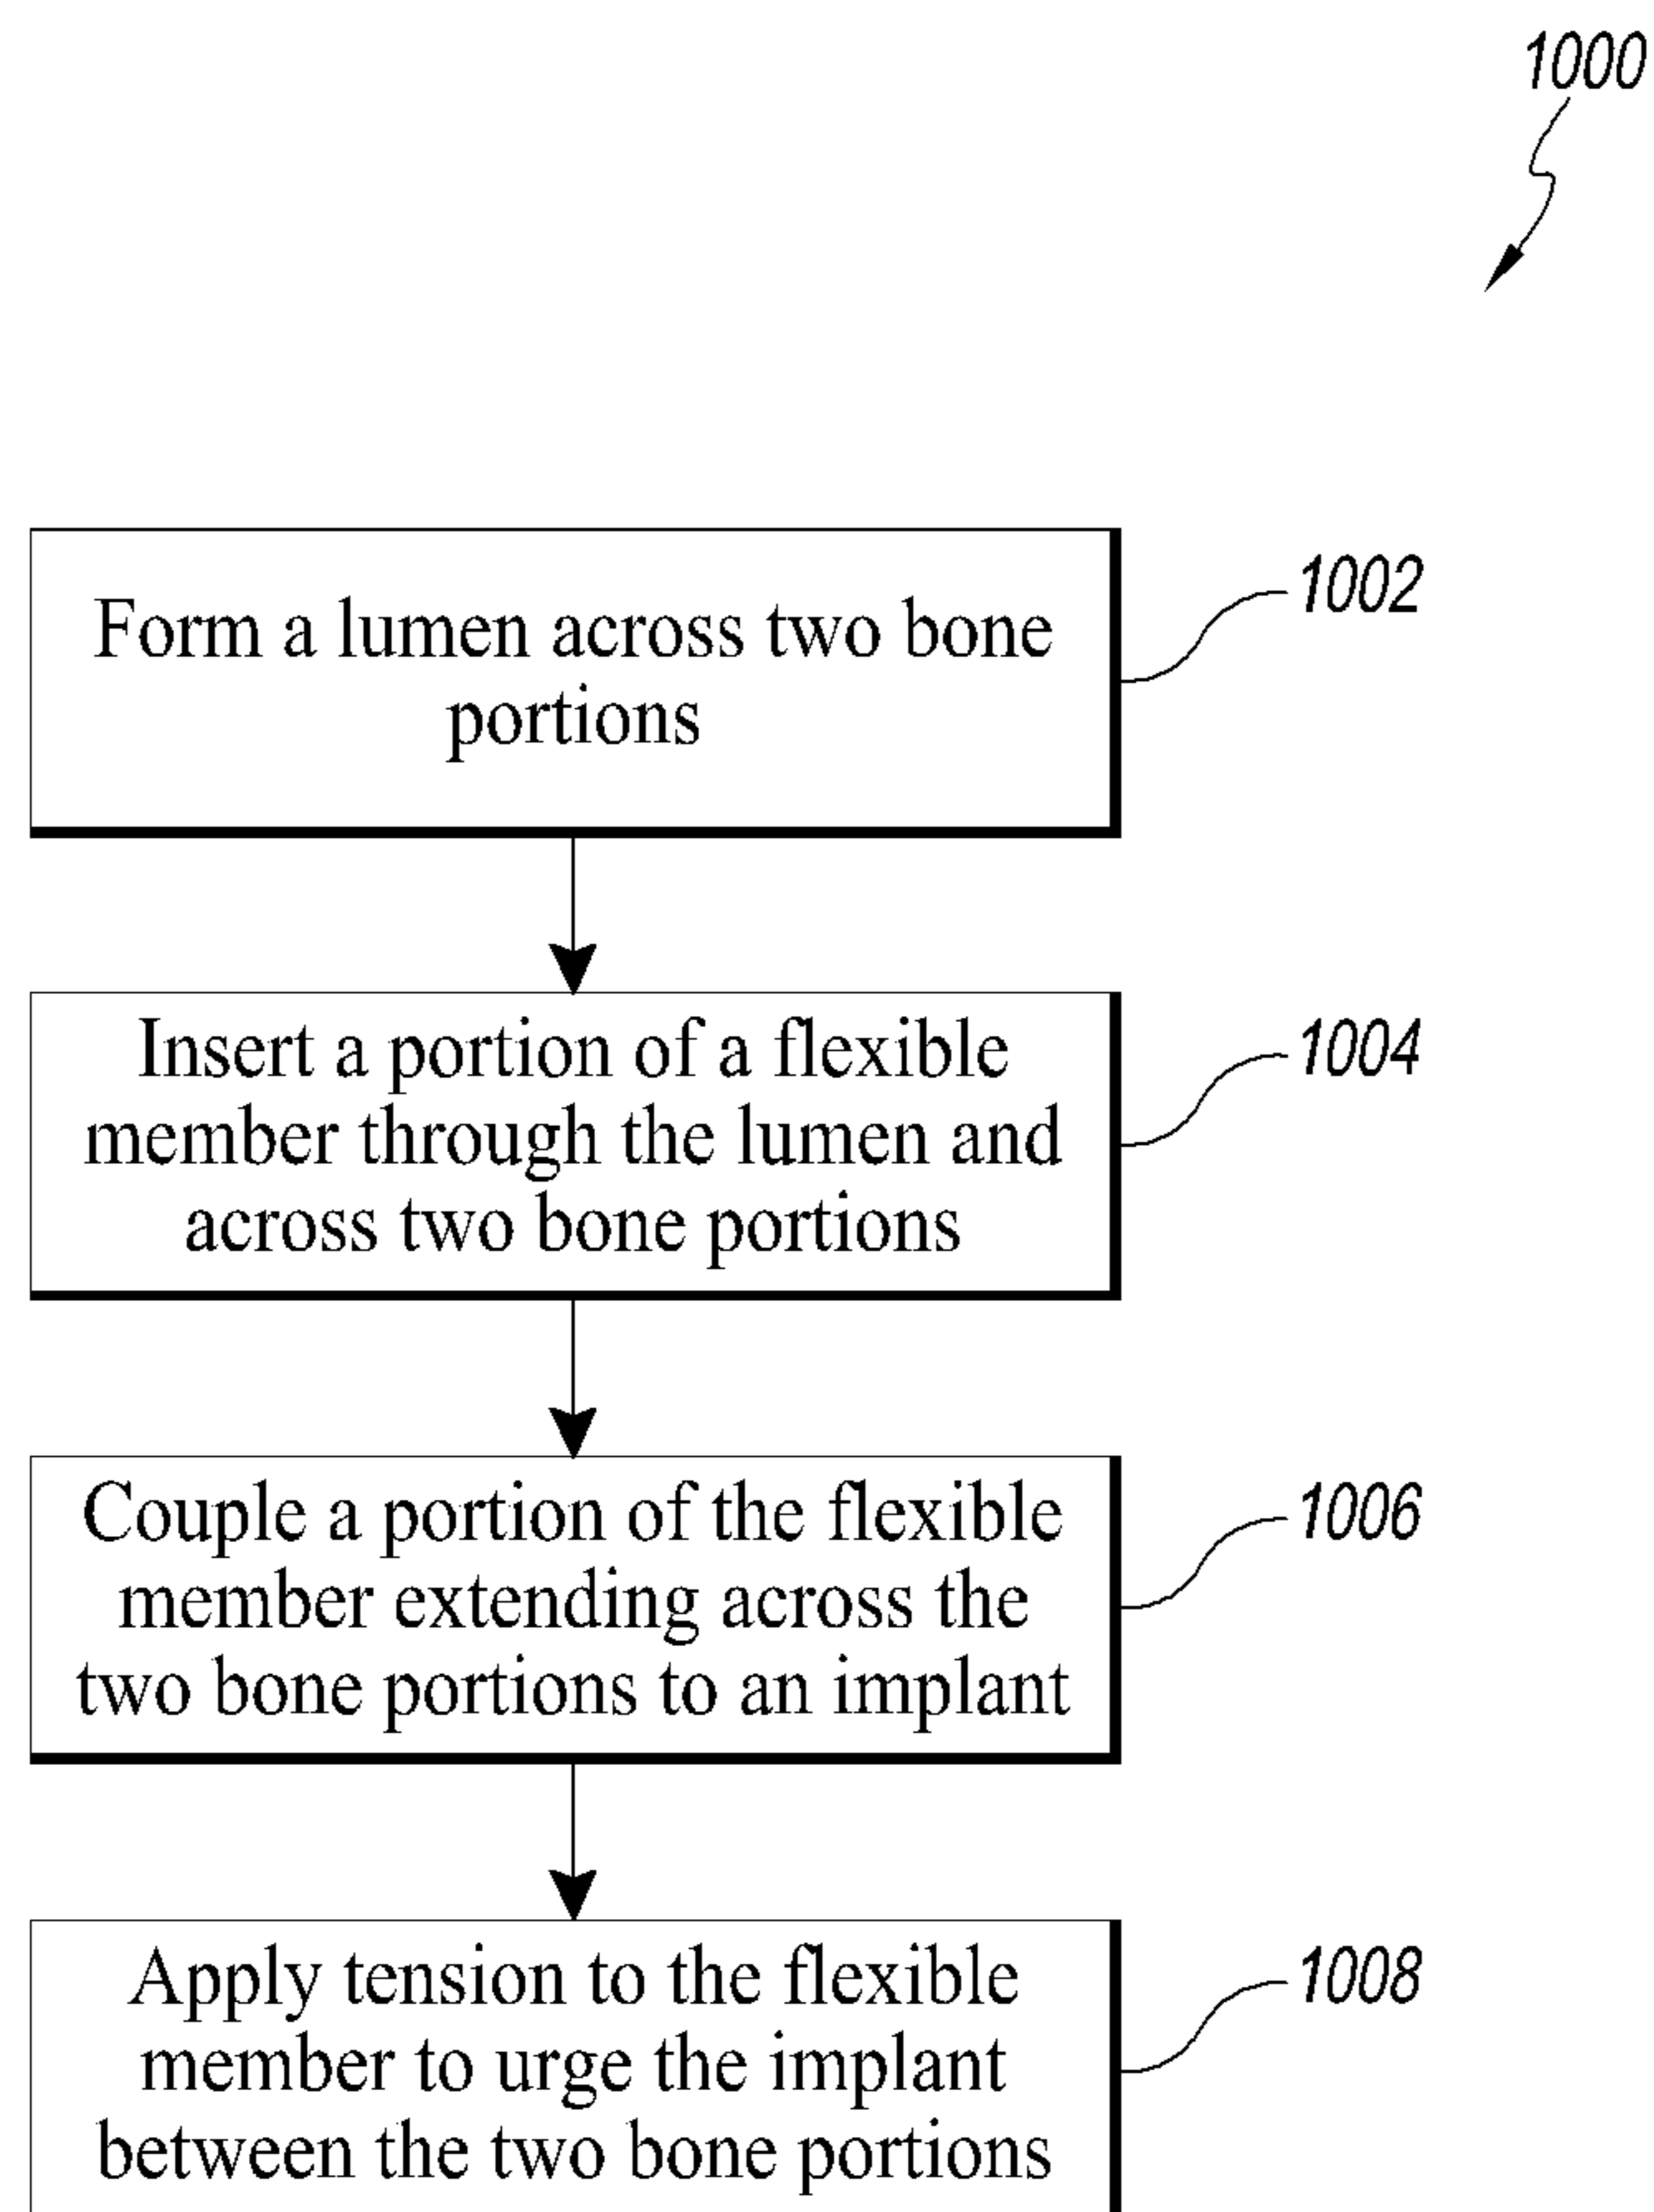 1000
Form a lumen across two bone
portions
1002
Insert a portion of a flexible
member through the lumen and
across two bone portions
1004
Couple a portion of the flexible
member extending across the
two bone portions to an implant
1006
Apply tension to the flexible
member to urge the implant
between the two bone portions
1008